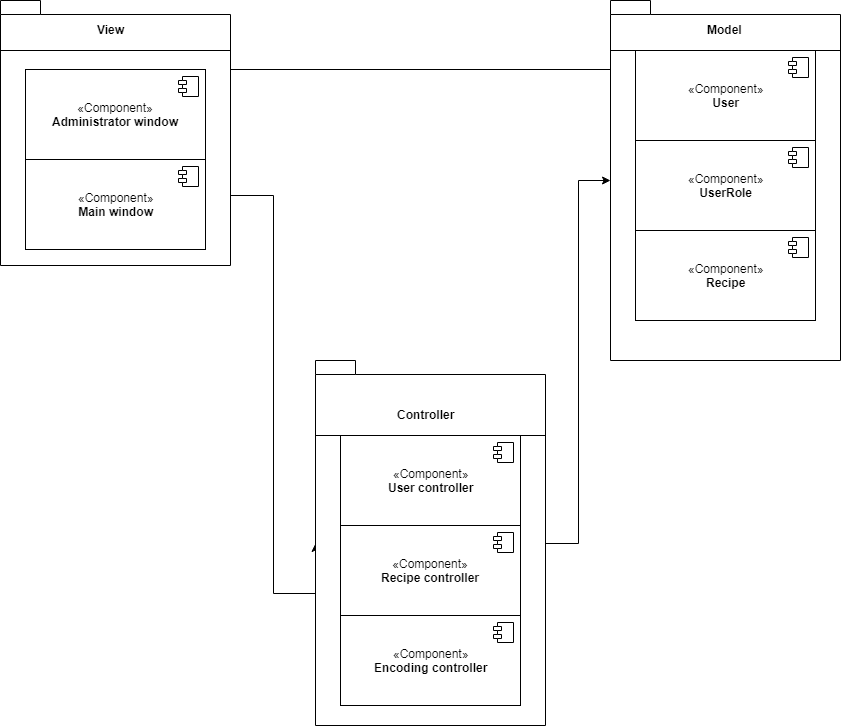 View
«Component»
Administrator window
«Component»
Main window
Model
«Component»
User
«Component»
UserRole
«Component»
Recipe
Controller
«Component»
User controller
«Component»
Recipe controller
«Component»
Encoding controller